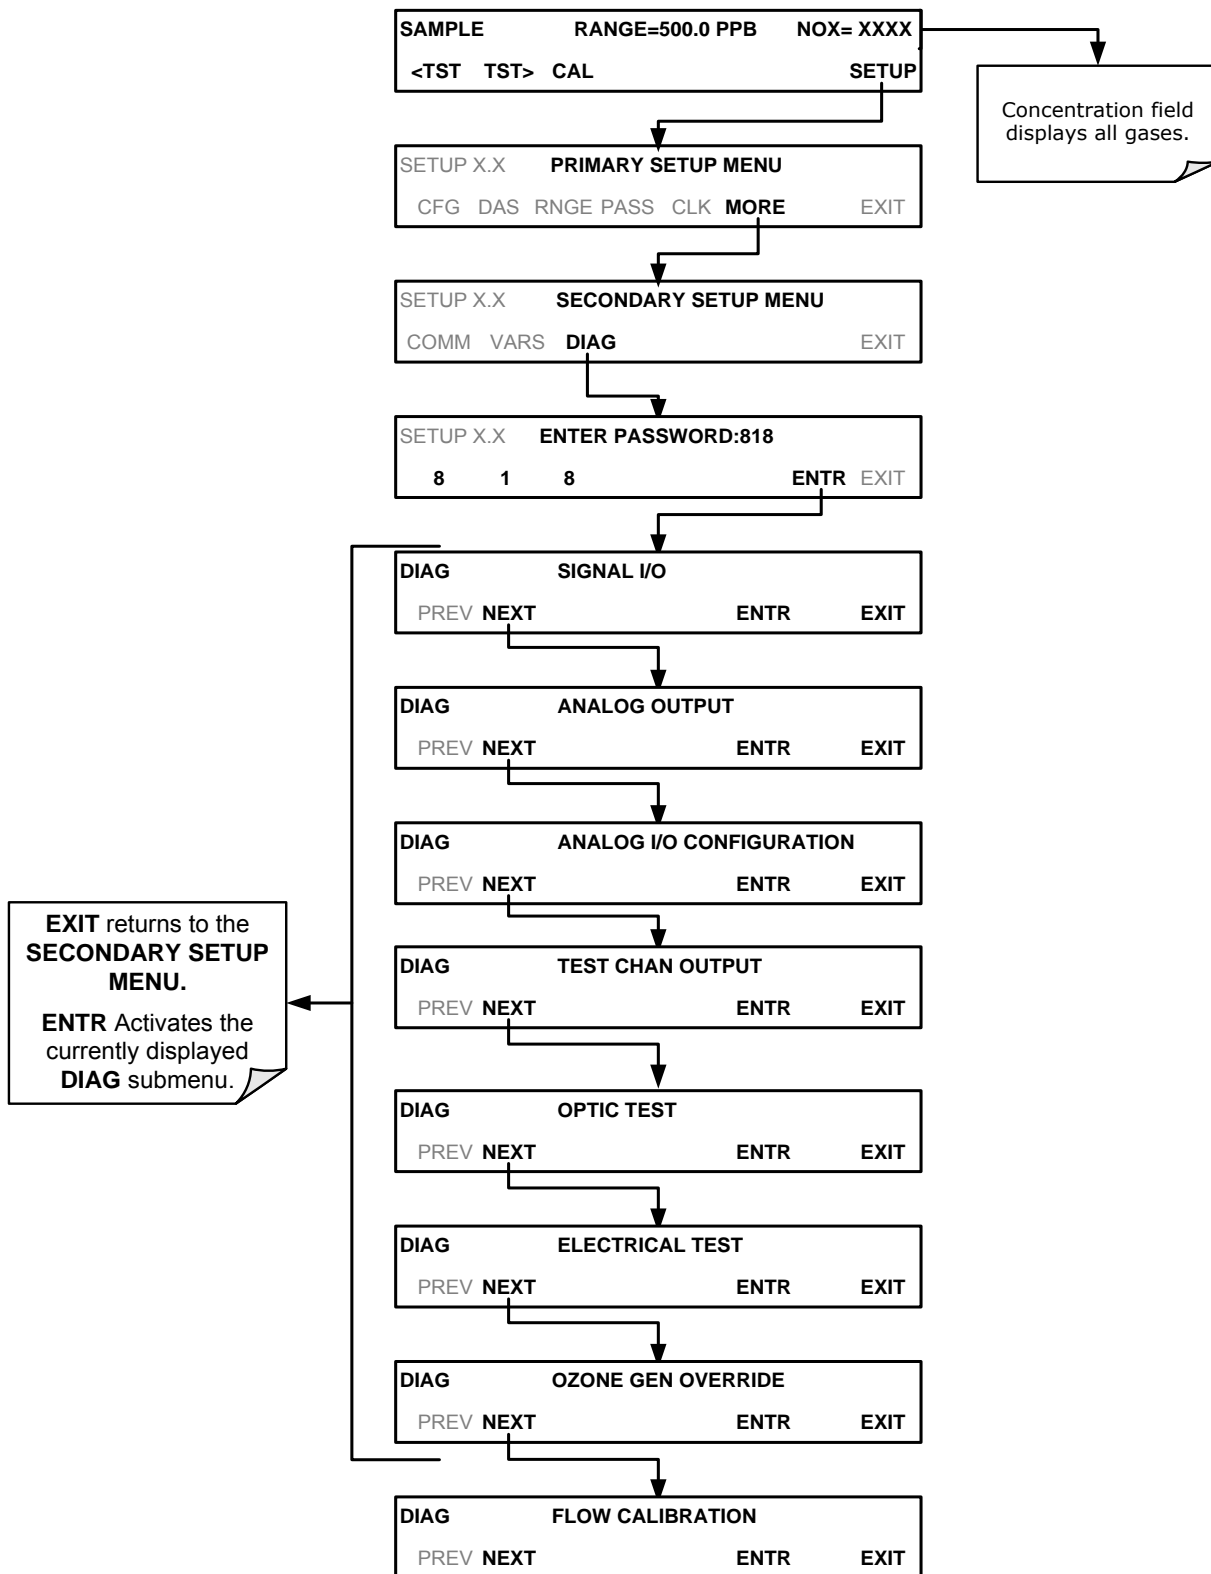 SAMPLE RANGE=500.0 PPB NOX= XXXX
<TST TST> CAL SETUP
Concentration field
displays all gases.
SETUP X.X PRIMARY SETUP MENU
CFG DAS RNGE PASS CLK MORE EXIT
SETUP X.X SECONDARY SETUP MENU
COMM VARS DIAG EXIT
SETUP X.X ENTER PASSWORD:818
8 1 8 ENTR EXIT
DIAG SIGNAL I/O
PREV NEXT ENTR EXIT
DIAG ANALOG OUTPUT
PREV NEXT ENTR EXIT
DIAG ANALOG I/O CONFIGURATION
PREV NEXT ENTR EXIT
EXIT returns to the
SECONDARY SETUP
MENU.
ENTR Activates the
currently displayed
DIAG submenu.
DIAG TEST CHAN OUTPUT
PREV NEXT ENTR EXIT
DIAG OPTIC TEST
PREV NEXT ENTR EXIT
DIAG ELECTRICAL TEST
PREV NEXT ENTR EXIT
DIAG OZONE GEN OVERRIDE
PREV NEXT ENTR EXIT
DIAG FLOW CALIBRATION
PREV NEXT ENTR EXIT